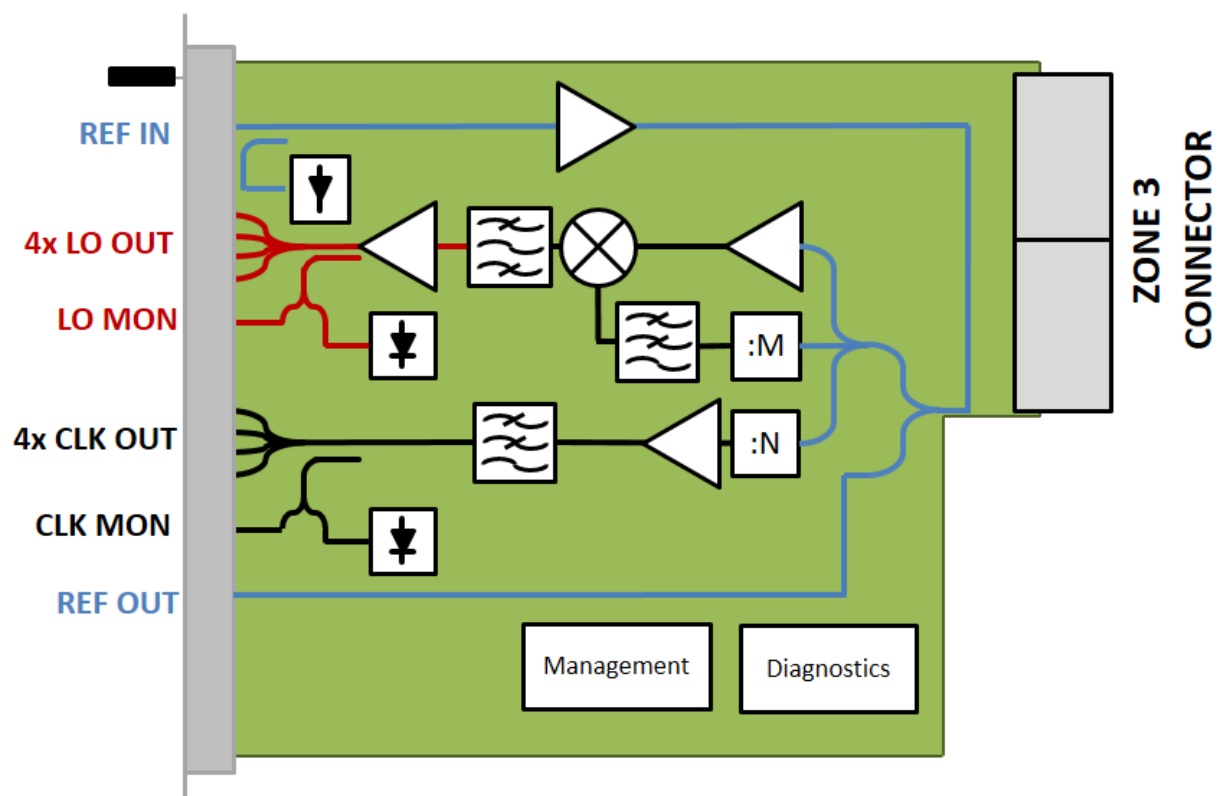 REF IN
4x LO OUT
LO MON
4x CLK OUT
CLK MON
REF OUT
:M
:N
Management
Diagnostics
ZONE 3
CONNECTOR